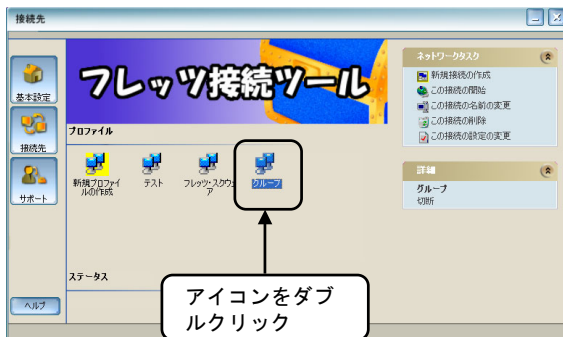 接続先
基本設定
接続先
サポート
ヘルプ
フレッツ接続ツール
プロファイル
新規プロファイ
ルの作成
テスト
フレッツ・スクウェ
ア
グループ
ステータス
アイコンをダブ
ルクリック
ネットワークタスク
新規接続の作成
この接続の開始
この接続の名前の変更
この接続の削除
この接続の設定の変更
詳細
グループ
切断